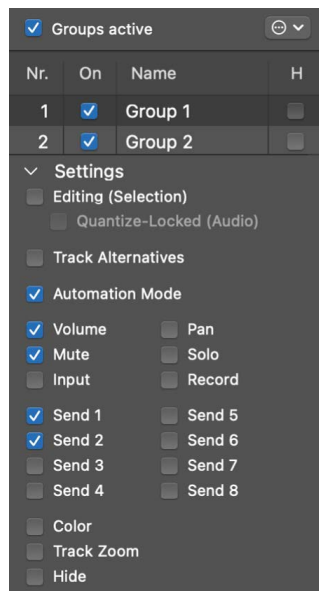 Groups active
Nr. On Name H
1 Group 1
2 Group 2
Settings
Editing (Selection)
Quantize-Locked (Audio)
Track Alternatives
Automation Mode
Volume Pan
Mute Solo
Input Record
Send 1 Send 5
Send 2 Send 6
Send 3 Send 7
Send 4 Send 8
Color
Track Zoom
Hide